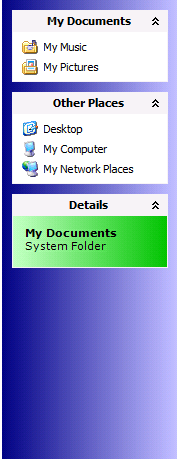 My Documents
My Music
My Pictures
Other Places
Desktop
My Computer
My Network Places
Details
My Documents
System Folder